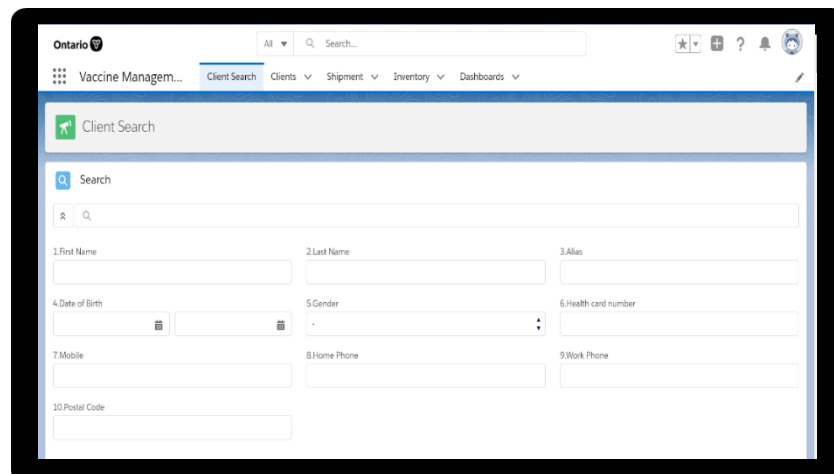 Ontario
All Search...
?
Vaccine Managem... Client Search Clients Shipment Inventory Dashboards
Client Search
Search
1.First Name 2.Last Name 3.Alias
4.Date of Birth 5.Gender 6.Health card number
-
7.Mobile 8.Home Phone 9.Work Phone
10.Postal Code